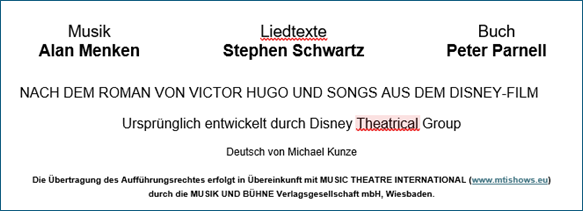 Musik Liedtexte Buch
Alan Menken Stephen Schwartz Peter Parnell
NACH DEM ROMAN VON VICTOR HUGO UND SONGS AUS DEM DISNEY-FILM
Ursprünglich entwickelt durch Disney Theatrical Group
Deutsch von Michael Kunze
Die Übertragung des Aufführungsrechtes erfolgt in Übereinkunft mit MUSIC THEATRE INTERNATIONAL (www.mtishows.eu)
durch die MUSIK UND BÜHNE Verlagsgesellschaft mbH, Wiesbaden.